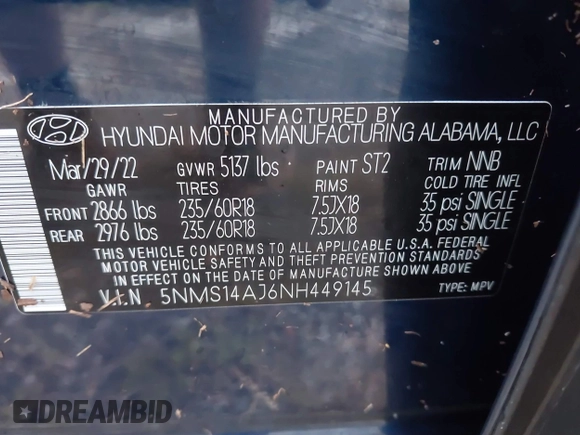 MANUFACTURED BY
HYUNDAI MOTOR MANUFACTURING ALABAMA, LLC
Mar/29/22 GVWR 5137 lbs PAINT ST2 TRIM NNB
GAWR TIRES RIMS COLD TIRE INFL
FRONT 2866 lbs 235/60R18 7.5JX18 35 psi SINGLE
REAR 2976 lbs 235/60R18 7.5JX18 35 psi SINGLE
THIS VEHICLE CONFORMS TO ALL APPLICABLE U.S.A. FEDERAL
MOTOR VEHICLE SAFETY AND THEFT PREVENTION STANDARDS
IN EFFECT ON THE DATE OF MANUFACTURE SHOWN ABOVE.
V.I.N 5NMS14AJ6NH449145 TYPE: MPV
DREAMBID